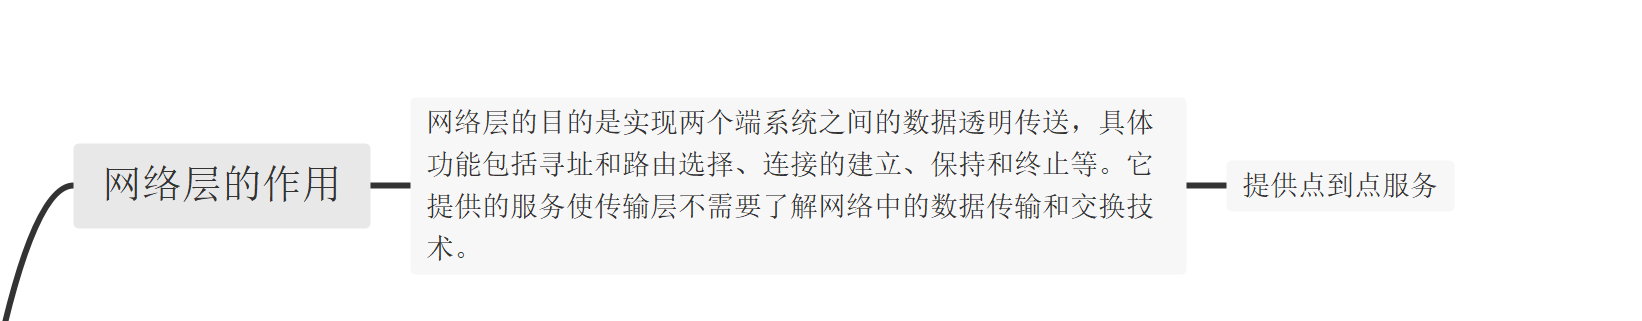 网络层的作用
网络层的目的是实现两个端系统之间的数据透明传送，具体
功能包括寻址和路由选择、连接的建立、保持和终止等。它
提供的服务使传输层不需要了解网络中的数据传输和交换技
术。
提供点到点服务